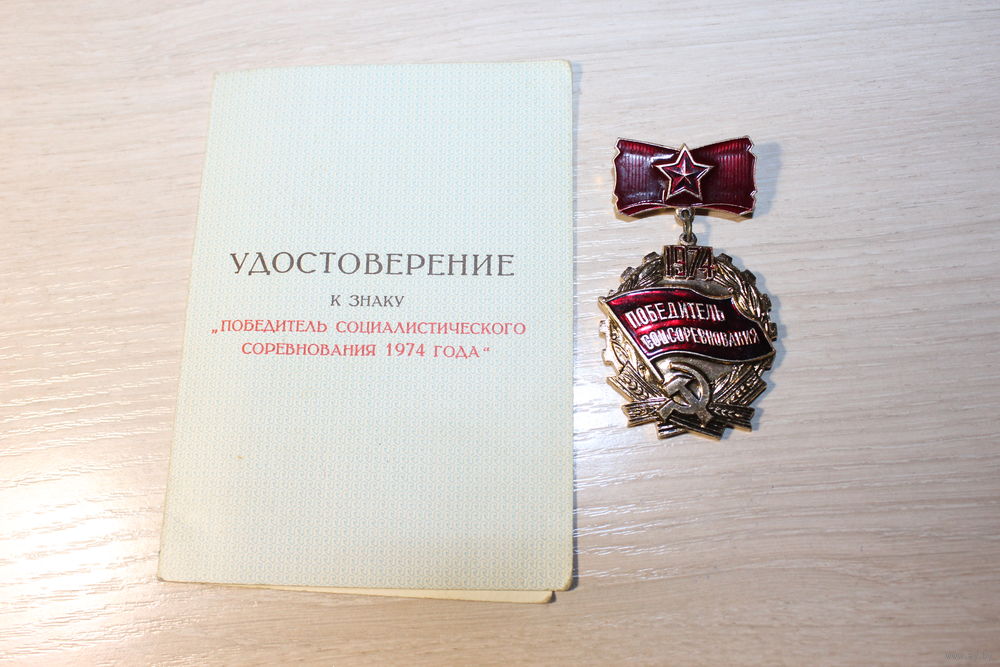 УДОСТОВЕРЕНИЕ
К ЗНАКУ
„ПОБЕДИТЕЛЬ СОЦИАЛИСТИЧЕСКОГО
СОРЕВНОВАНИЯ 1974 ГОДА“
1974
ПОБЕДИТЕЛЬ
СОЦСОРЕВНОВАНИЯ